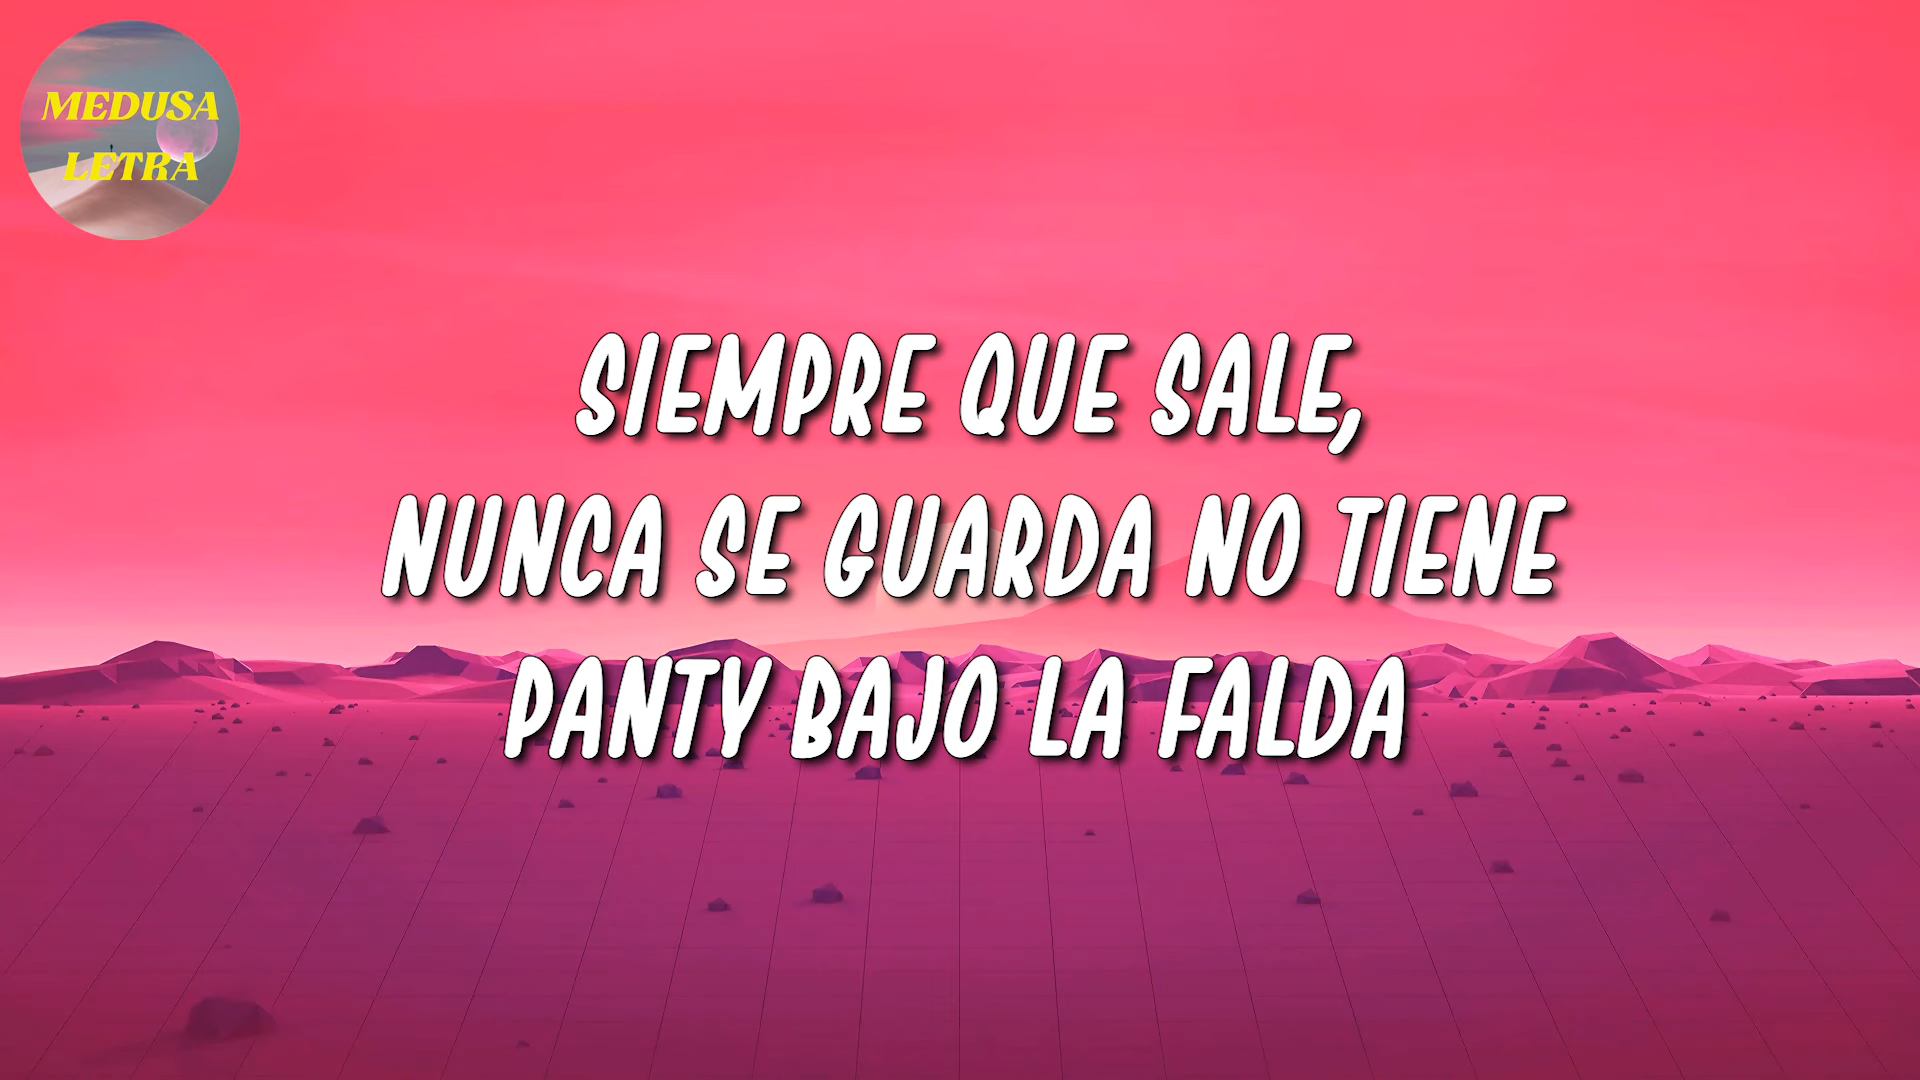 MEDUSA
LETRA
SIEMPRE QUE SALE,
NUNCA SE GUARDA NO TIENE
PANTY BAJO LA FALDA